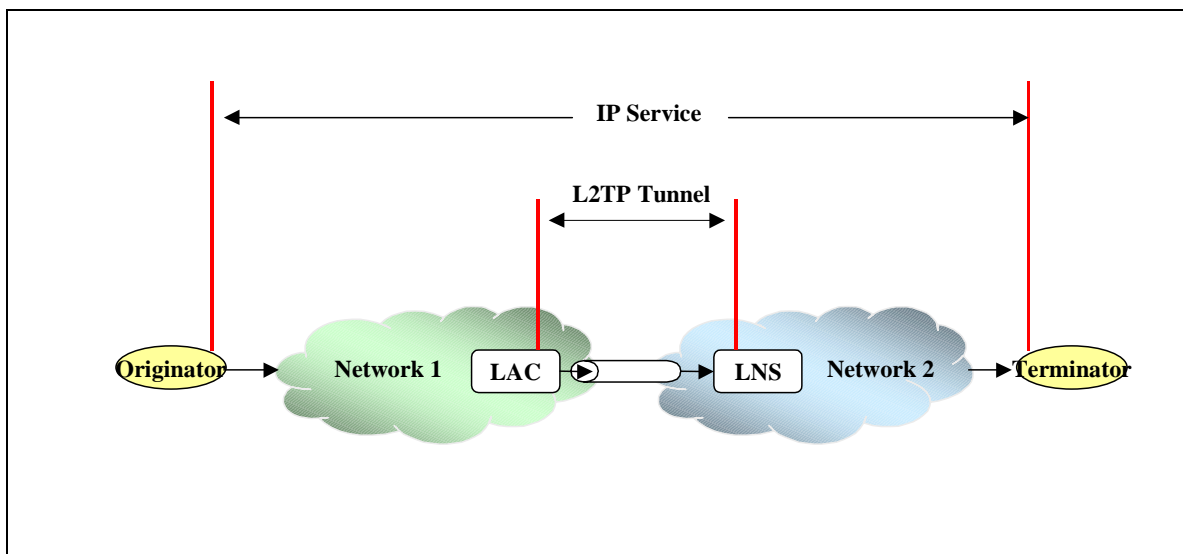 IP Service
L2TP Tunnel
Originator
Network 1
LAC
LNS
Network 2
Terminator